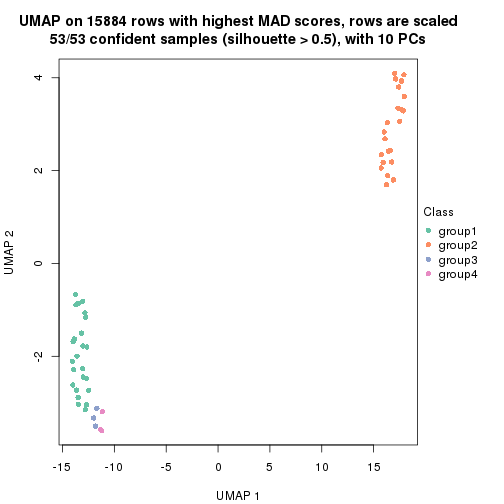 UMAP on 15884 rows with highest MAD scores, rows are scaled
53/53 confident samples (silhouette > 0.5), with 10 PCs
4
2
0
-2
UMAP 2
-15
-10
-5
0
5
10
15
UMAP 1
Class
group1
group2
group3
group4